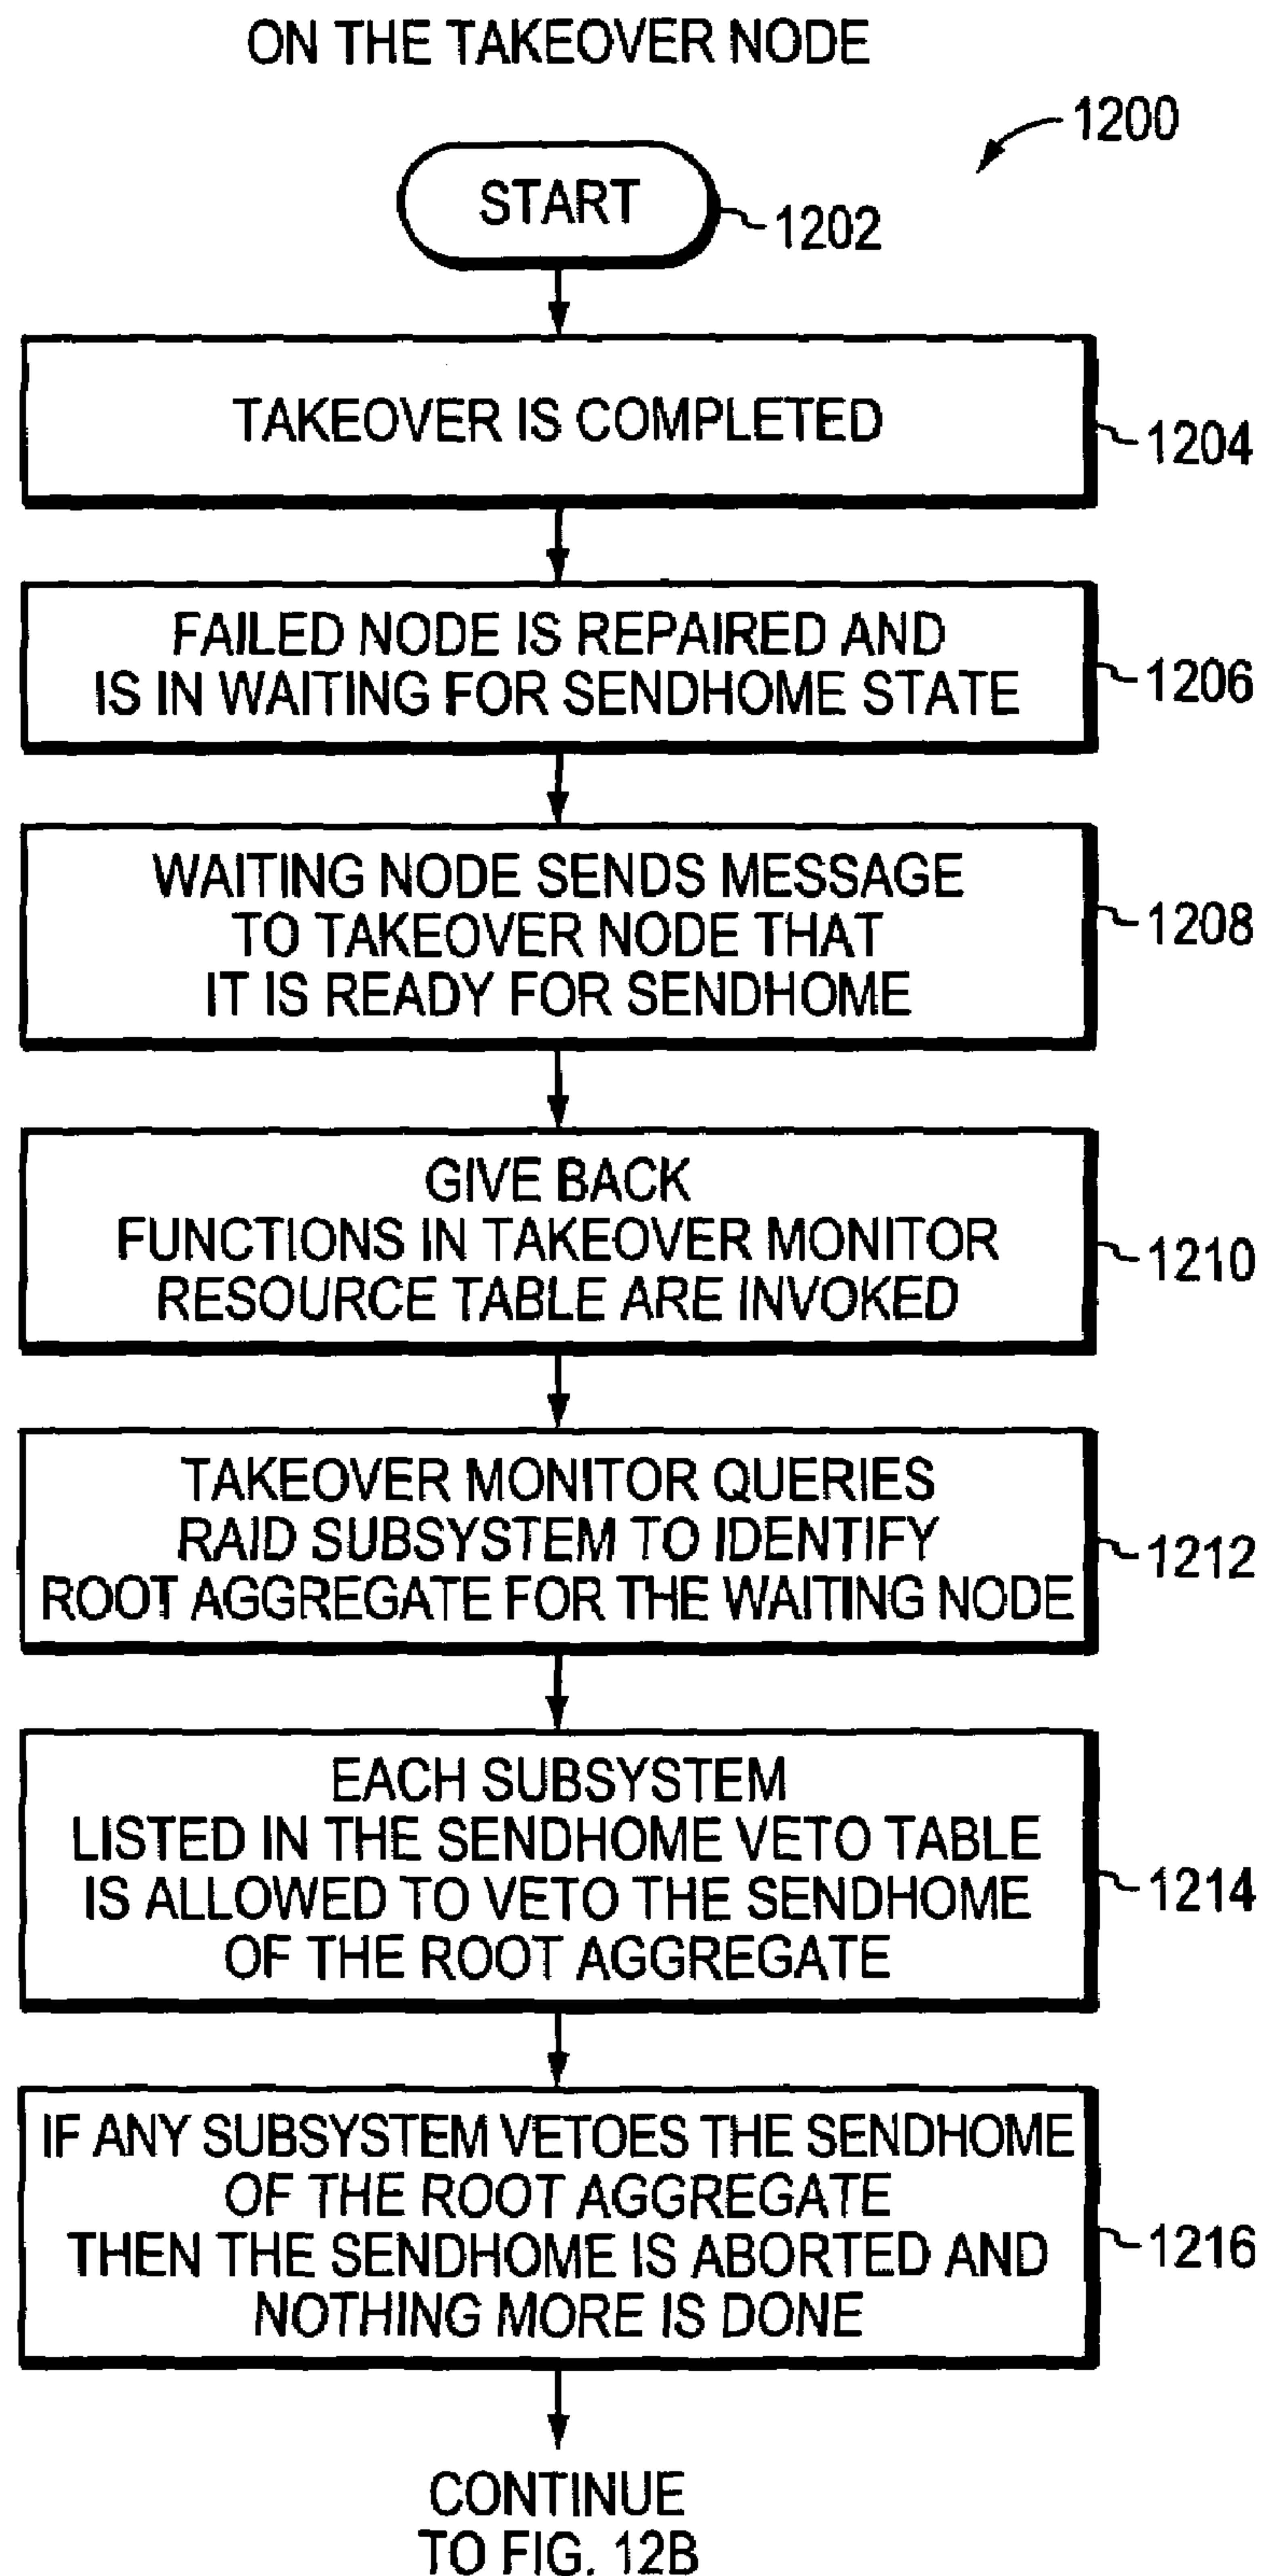 ON THE TAKEOVER NODE
1200
START
1202
TAKEOVER IS COMPLETED
1204
FAILED NODE IS REPAIRED AND
IS IN WAITING FOR SENDHOME STATE
1206
WAITING NODE SENDS MESSAGE
TO TAKEOVER NODE THAT
IT IS READY FOR SENDHOME
1208
GIVE BACK
FUNCTIONS IN TAKEOVER MONITOR
RESOURCE TABLE ARE INVOKED
1210
TAKEOVER MONITOR QUERIES
RAID SUBSYSTEM TO IDENTIFY
ROOT AGGREGATE FOR THE WAITING NODE
1212
EACH SUBSYSTEM
LISTED IN THE SENDHOME VETO TABLE
IS ALLOWED TO VETO THE SENDHOME
OF THE ROOT AGGREGATE
1214
IF ANY SUBSYSTEM VETOES THE SENDHOME
OF THE ROOT AGGREGATE
THEN THE SENDHOME IS ABORTED AND
NOTHING MORE IS DONE
1216
CONTINUE
TO FIG. 12B